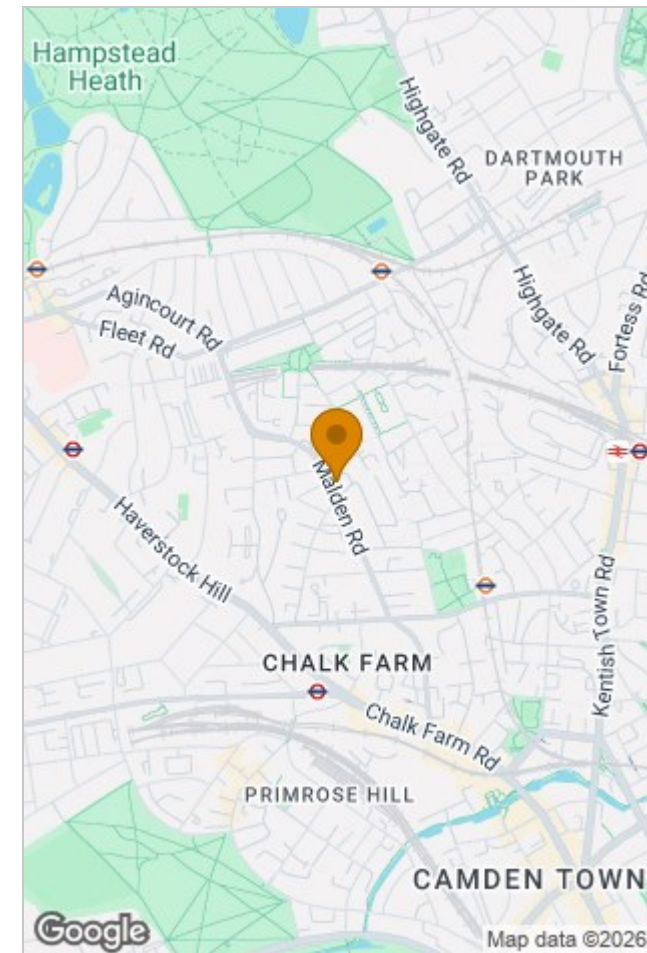 Hampstead
Heath
Highgate Rd
DARTMOUTH
PARK
Highgate Rd
Fortess Rd
Agincourt Rd
Fleet Rd
Malden Rd
Haverstock Hill
Kentish Town Rd
CHALK FARM
Chalk Farm Rd
PRIMROSE HILL
CAMDEN TOWN
Google
Map data ©2026